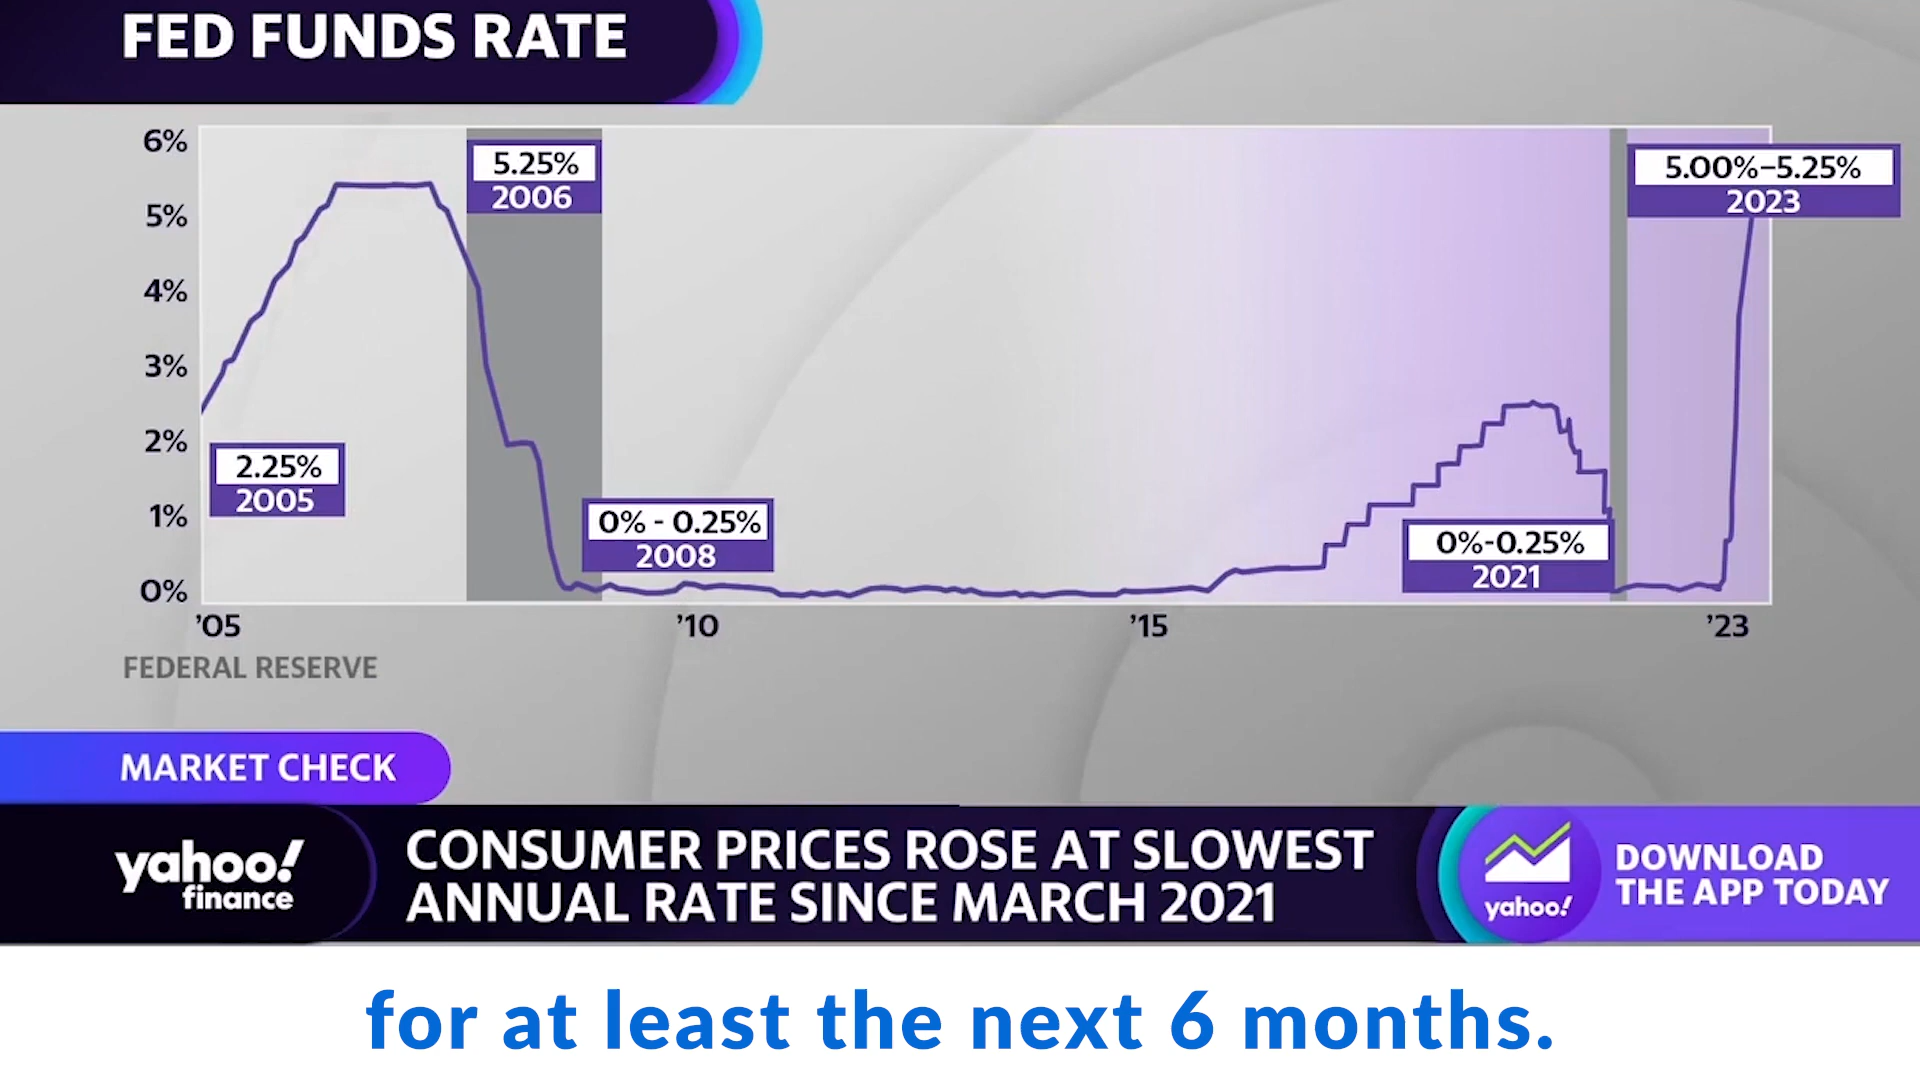 FED FUNDS RATE
6%
5%
4%
3%
2%
1%
0%
5.25%
2006
5.00%–5.25%
2023
2.25%
2005
0% - 0.25%
2008
0%-0.25%
2021
’05
’10
’15
’23
FEDERAL RESERVE
MARKET CHECK
yahoo!
finance
CONSUMER PRICES ROSE AT SLOWEST
ANNUAL RATE SINCE MARCH 2021
yahoo!
DOWNLOAD
THE APP TODAY
for at least the next 6 months.